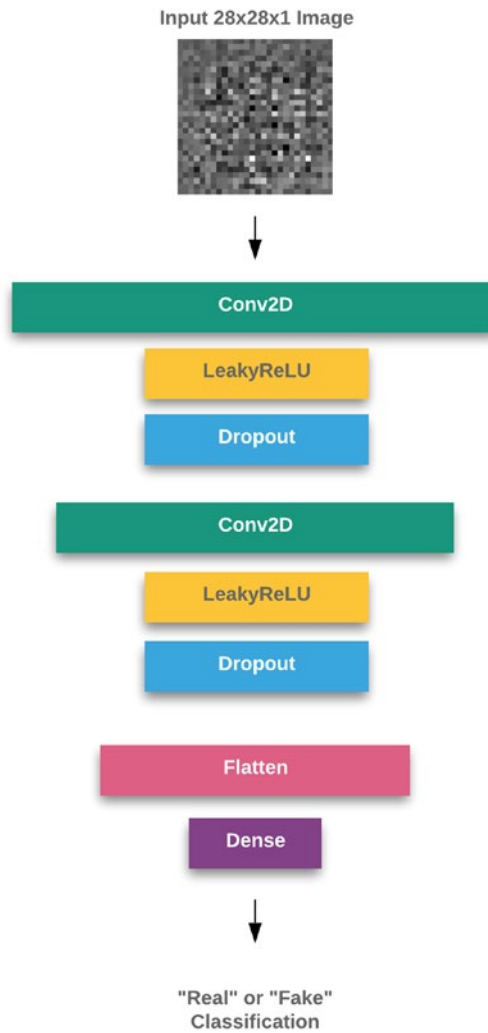 Input 28x28x1 Image
Conv2D
LeakyReLU
Dropout
Conv2D
LeakyReLU
Dropout
Flatten
Dense
"Real" or "Fake"
Classification